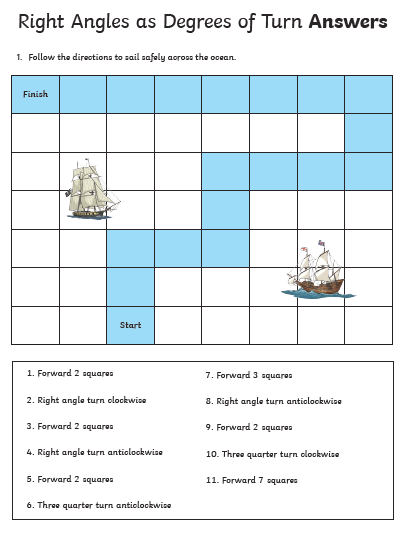 Right Angles as Degrees of Turn Answers
1. Follow the directions to sail safely across the ocean.
Finish
Start
1. Forward 2 squares
2. Right angle turn clockwise
3. Forward 2 squares
4. Right angle turn anticlockwise
5. Forward 2 squares
6. Three quarter turn anticlockwise
7. Forward 3 squares
8. Right angle turn anticlockwise
9. Forward 2 squares
10. Three quarter turn clockwise
11. Forward 7 squares